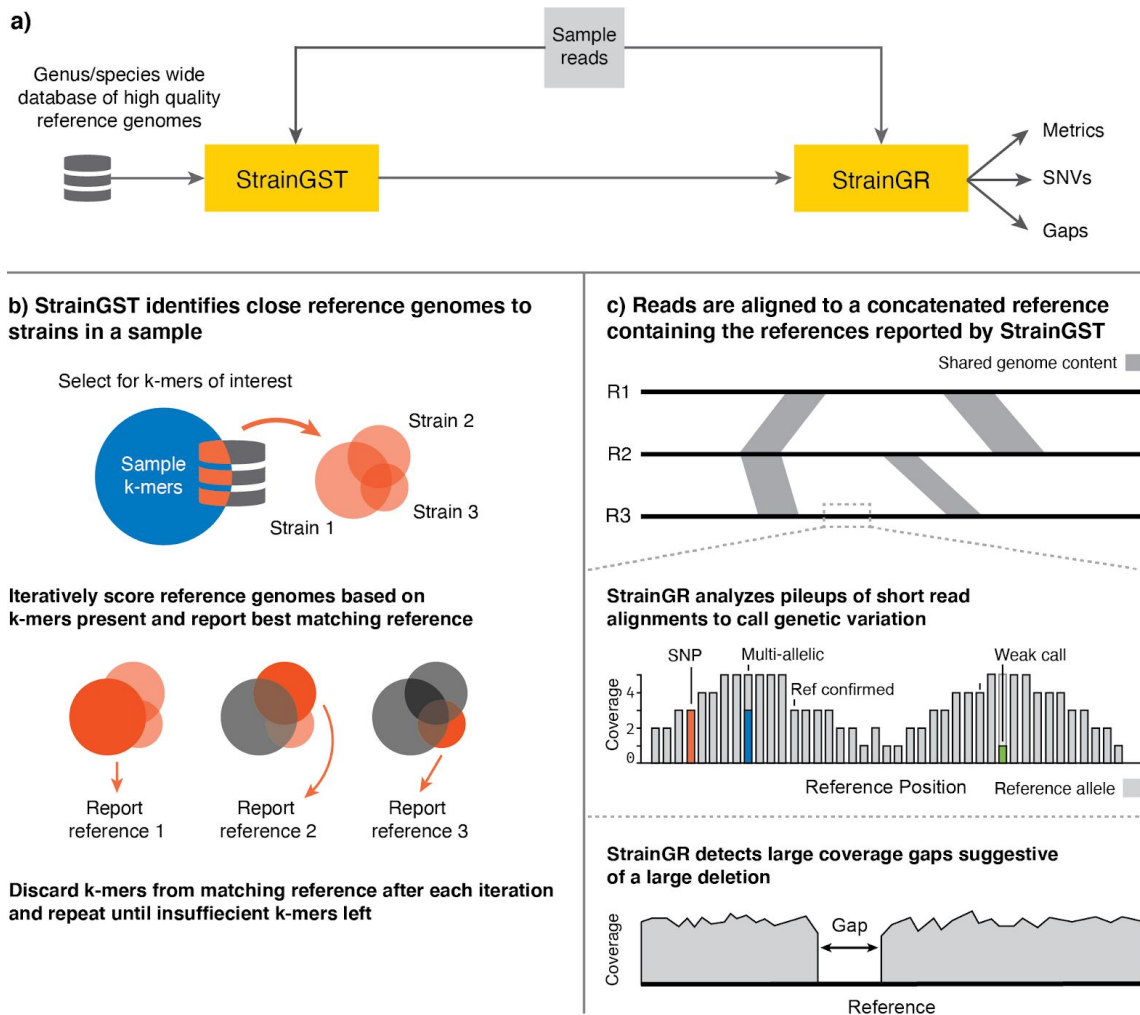 a)
Sample
reads
Genus/species wide
database of high quality
reference genomes
StrainGST
StrainGR
Metrics
SNVs
Gaps
b) StrainGST identifies close reference genomes to
strains in a sample
Select for k-mers of interest
Sample
k-mers
Strain 2
Strain 1
Strain 3
Iteratively score reference genomes based on
k-mers present and report best matching reference
Report
reference 1
Report
reference 2
Report
reference 3
Discard k-mers from matching reference after each iteration
and repeat until insuffiecient k-mers left
c) Reads are aligned to a concatenated reference
containing the references reported by StrainGST
Shared genome content
R1
R2
R3
StrainGR analyzes pileups of short read
alignments to call genetic variation
SNP
Multi-allelic
Ref confirmed
Weak call
Coverage
4
2
0
Reference Position
Reference allele
StrainGR detects large coverage gaps suggestive
of a large deletion
Coverage
Gap
Reference